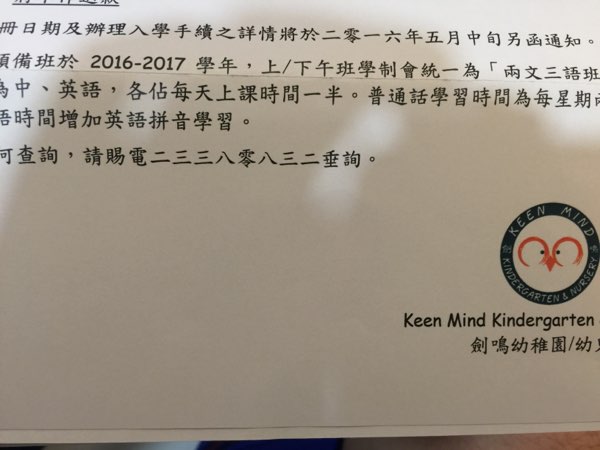 冊日期及辦理入學手續之詳情將於二零一六年五月中旬另函通知。
預備班於 2016-2017 學年，上/下午班學制會統一為「兩文三語班
為中、英語，各佔每天上課時間一半。普通話學習時間為每星期
語時間增加英語拼音學習。
何查詢，請賜電二三三八零八三二垂詢。
KEEN MIND
KINDERGARTEN & NURSERY
Keen Mind Kindergarten
劍鳴幼稚園/幼